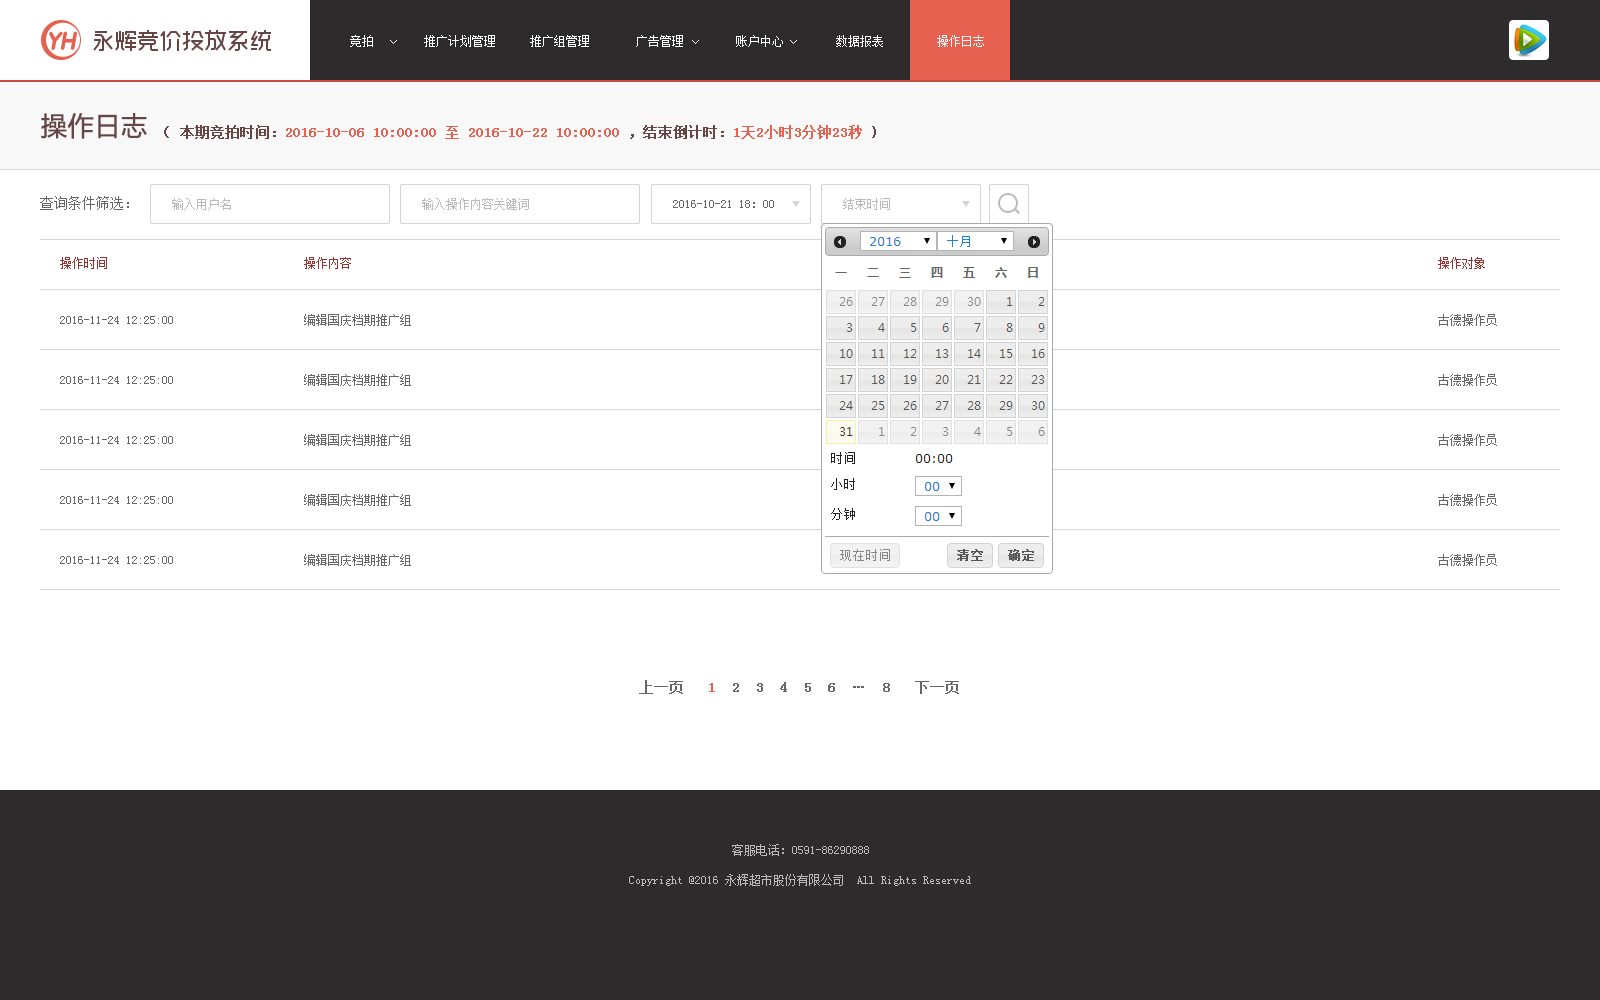 YH 永辉竞价投放系统 竞拍 推广计划管理 推广组管理 广告管理 账户中心 数据报表 操作日志
操作日志 （ 本期竞拍时间：2016-10-06 10:00:00 至 2016-10-22 10:00:00 ，结束倒计时：1天2小时3分钟23秒 ）
查询条件筛选： 输入用户名 输入操作内容关键词 2016-10-21 18：00 结束时间
操作时间 操作内容 操作对象
2016-11-24 12:25:00 编辑国庆档期推广组 古德操作员
2016-11-24 12:25:00 编辑国庆档期推广组 古德操作员
2016-11-24 12:25:00 编辑国庆档期推广组 古德操作员
2016-11-24 12:25:00 编辑国庆档期推广组 古德操作员
2016-11-24 12:25:00 编辑国庆档期推广组 古德操作员
2016 十月
一 二 三 四 五 六 日
26 27 28 29 30 1 2
3 4 5 6 7 8 9
10 11 12 13 14 15 16
17 18 19 20 21 22 23
24 25 26 27 28 29 30
31 1 2 3 4 5 6
时间 00:00
小时 00
分钟 00
现在时间 清空 确定
上一页 1 2 3 4 5 6 … 8 下一页
客服电话：0591-86290888
Copyright @2016 永辉超市股份有限公司 All Rights Reserved